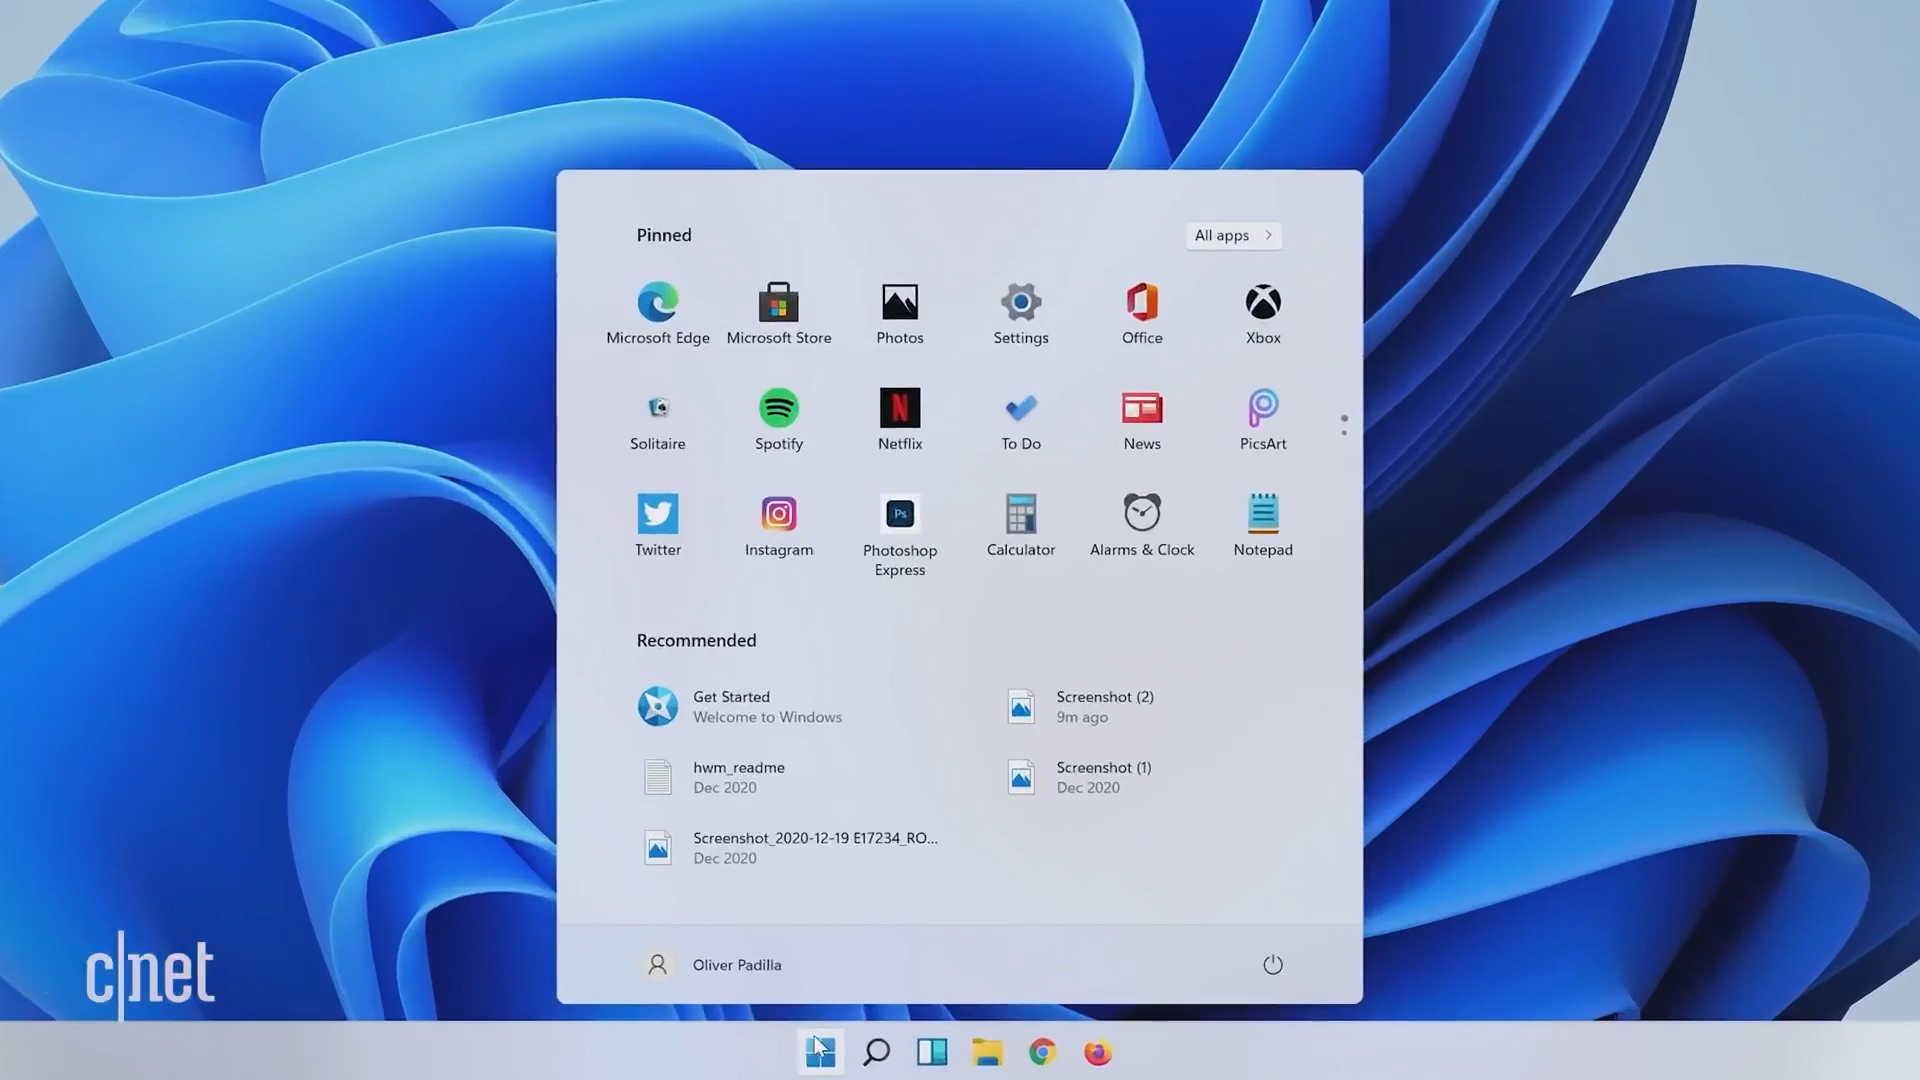 Pinned
All apps
Microsoft Edge
Microsoft Store
Photos
Settings
Office
Xbox
Solitaire
Spotify
Netflix
To Do
News
PicsArt
Twitter
Instagram
Ps
Photoshop
Express
Calculator
Alarms & Clock
Notepad
Recommended
Get Started
Welcome to Windows
Screenshot (2)
9m ago
hwm_readme
Dec 2020
Screenshot (1)
Dec 2020
Screenshot_2020-12-19 E17234_RO...
Dec 2020
Oliver Padilla
c|net